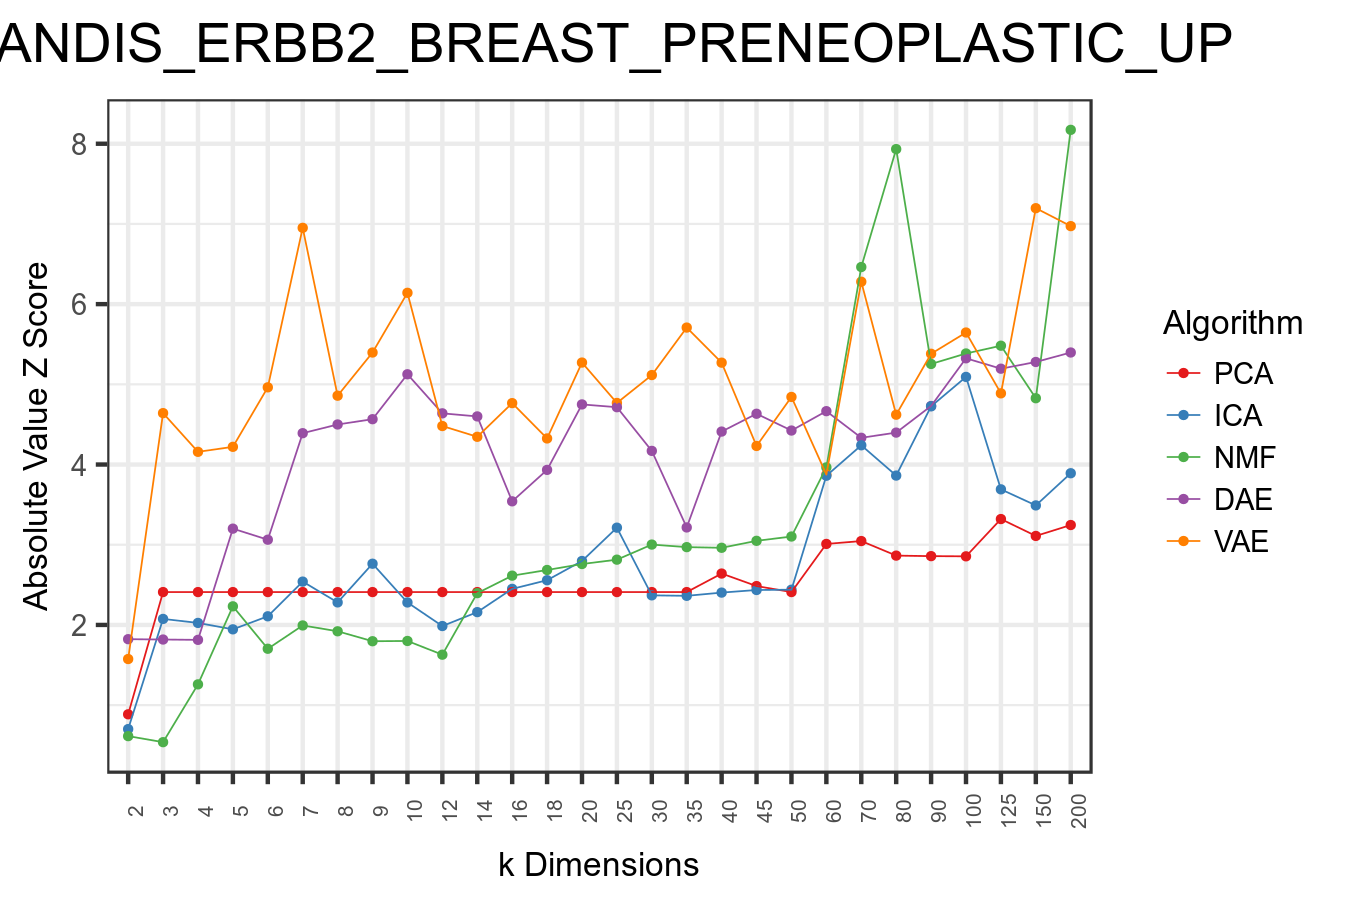 ANDIS_ERBB2_BREAST_PRENEOPLASTIC_UP
8
6
4
2
Absolute Value Z Score
2 3 4 5 6 7 8 9 10 12 14 16 18 20 25 30 35 40 45 50 60 70 80 90 100 125 150 200
k Dimensions
Algorithm
PCA
ICA
NMF
DAE
VAE